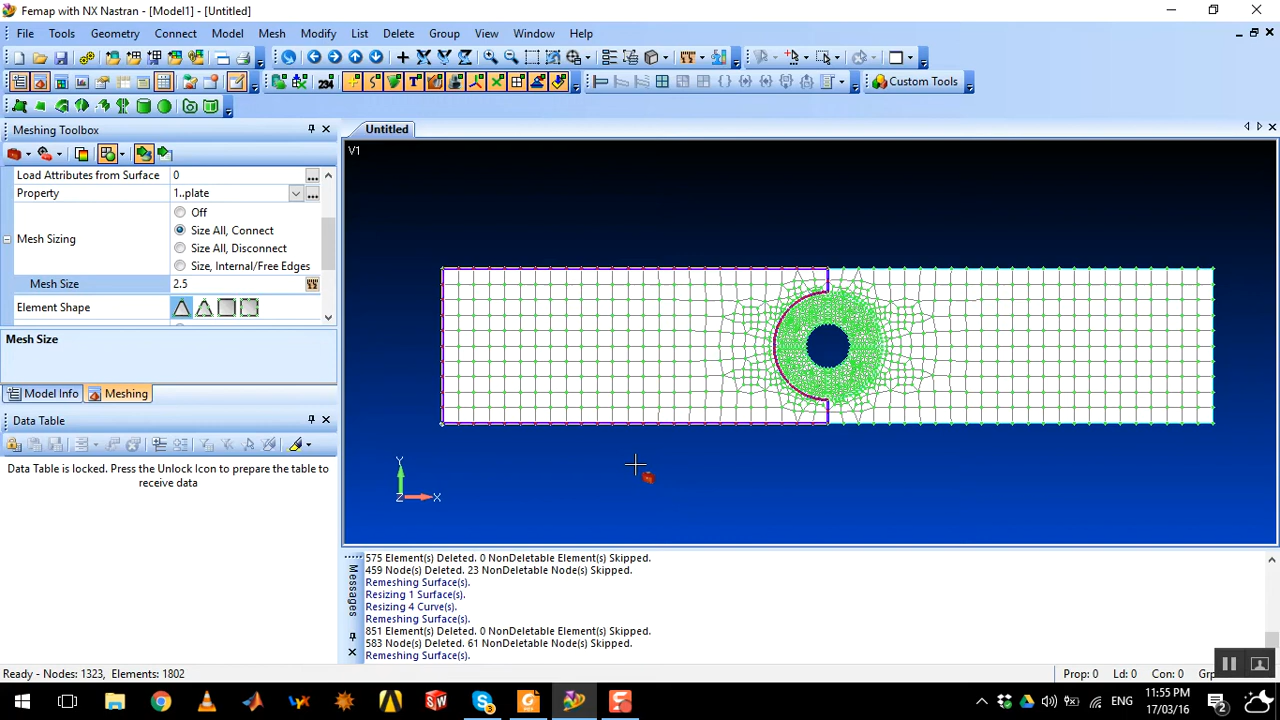 Femap with NX Nastran - [Model1] - [Untitled]
File Tools Geometry Connect Model Mesh Modify List Delete Group View Window Help
234
Custom Tools
Meshing Toolbox
Untitled
V1
Load Attributes from Surface 0
Property 1..plate
Off
Mesh Sizing
Size All, Connect
Size All, Disconnect
Size, Internal/Free Edges
Mesh Size 2.5
Element Shape
Mesh Size
Model Info Meshing
Data Table
Data Table is locked. Press the Unlock Icon to prepare the table to
receive data
Y
Z X
Messages
575 Element(s) Deleted. 0 NonDeletable Element(s) Skipped.
459 Node(s) Deleted. 23 NonDeletable Node(s) Skipped.
Remeshing Surface(s).
Resizing 1 Surface(s).
Resizing 4 Curve(s).
Remeshing Surface(s).
851 Element(s) Deleted. 0 NonDeletable Element(s) Skipped.
583 Node(s) Deleted. 61 NonDeletable Node(s) Skipped.
Remeshing Surface(s).
Ready - Nodes: 1323, Elements: 1802
Prop: 0 Ld: 0 Con: 0 Grp
ENG
11:55 PM
17/03/16